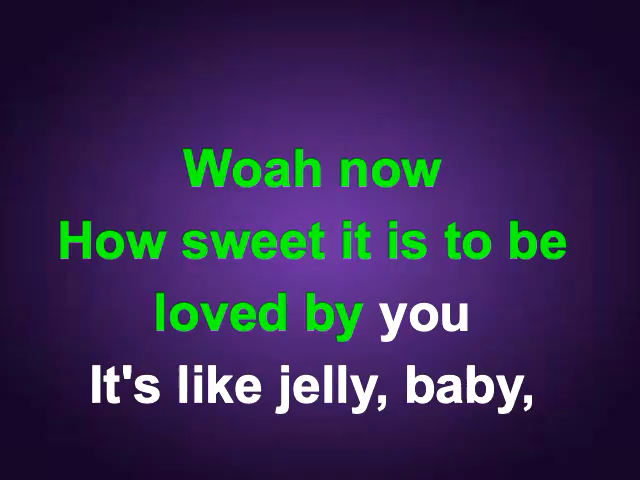 Woah now
How sweet it is to be
loved by you
It's like jelly, baby,